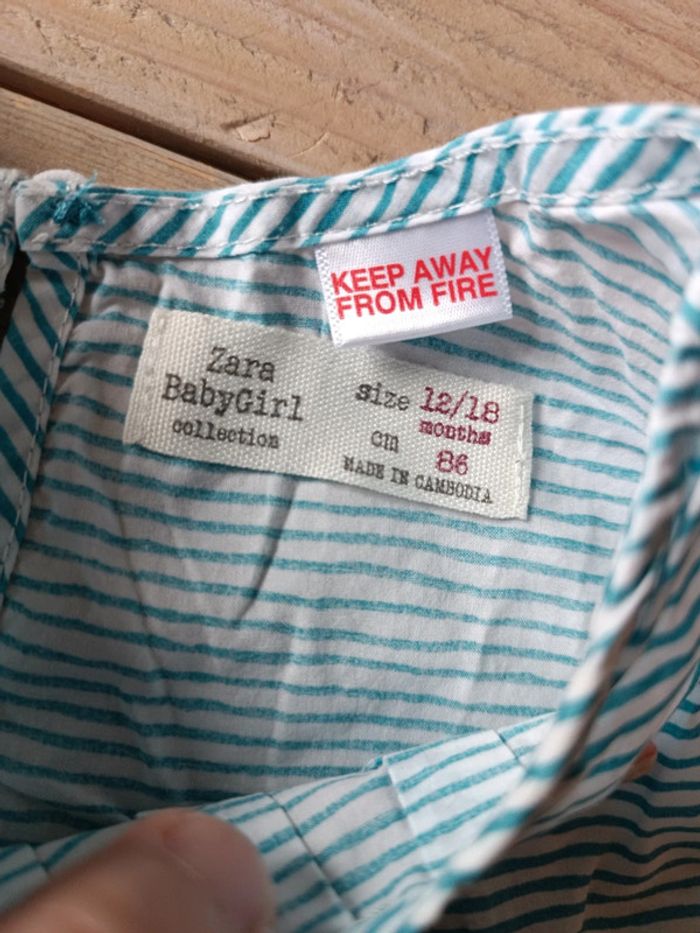 KEEP AWAY
FROM FIRE
Zara
BabyGirl
collection
size 12/18
months
cm 86
MADE IN CAMBODIA